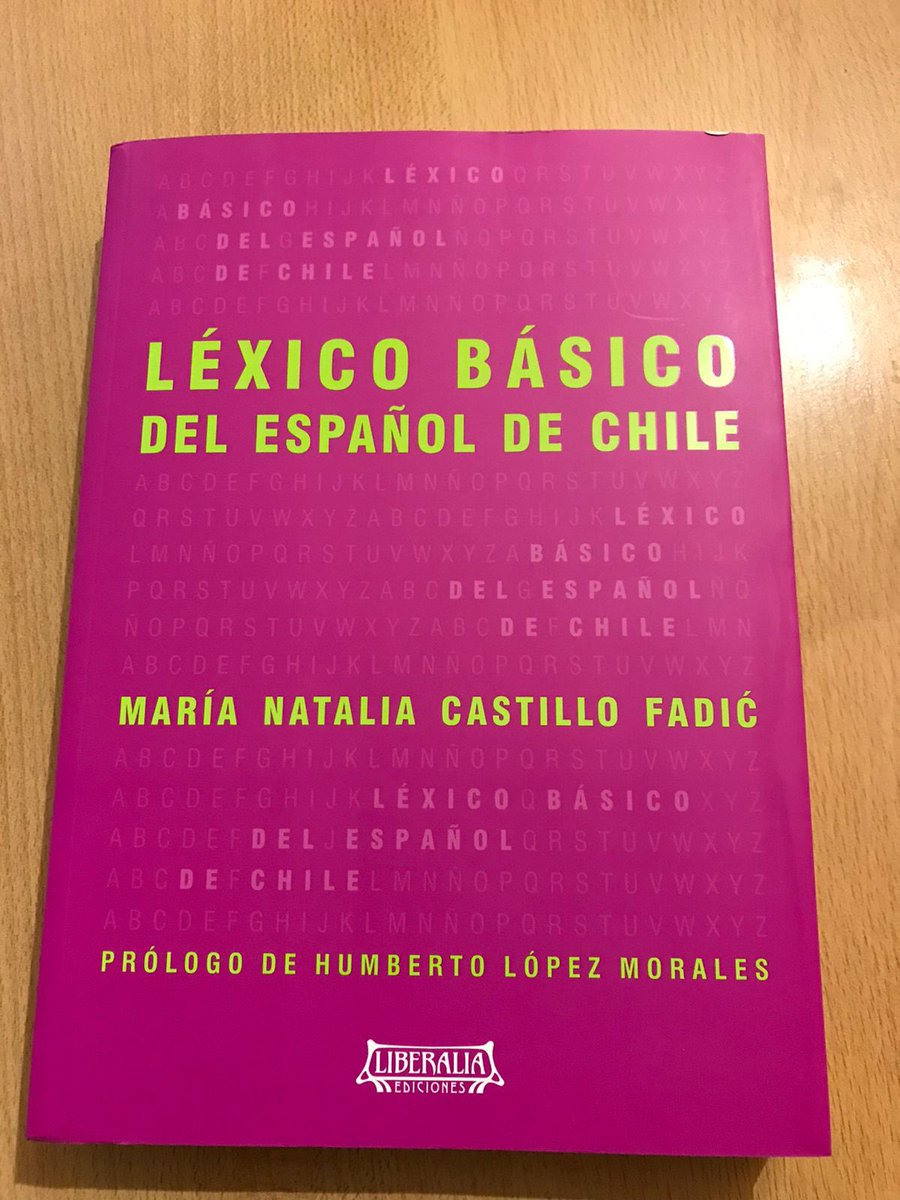 ABCDEFGHIJKLÉXICOQRSTUVWXYZ
ABÁSICOHIJKLMNÑOPQRSTUVWXYZ
ABCDELGESPAÑOLÑOPQRSTUVWXYZ
ABCDEFCHILELMNÑOPQRSTUVWXYZ
ABCDEFGHIJKLMNÑOPQRSTUVWXYZ
LÉXICO BÁSICO
DEL ESPAÑOL DE CHILE
ABCDEFGHIJKLMNÑOPQRSTUVWXYZ
QRSTUVWXYZABCDEFGHIJKLÉXICO
LMNÑOPQRSTUVWXYZABÁSICOHIJK
PQRSTUVWXYZABCDELGESPAÑOLÑO
ÑOPQRSTUVWXYZABCDEFCHILELMN
ABCDEFGHIJKLMNÑOPQRSTUVWXYZ
MARÍA NATALIA CASTILLO FADIĆ
ABCDEFGHIJKLMNÑOPQRSTUVWXYZ
ABCDEFGHIJKLÉXICOQBÁSICOXYZ
ABCDEFDELJESPAÑOLQRSTUVWXYZ
ABCDEFCHILELMNÑOPQRSTUVWXYZ
ABCDEFGHIJKLMNÑOPQRSTUVWXYZ
PRÓLOGO DE HUMBERTO LÓPEZ MORALES
LIBERALIA
EDICIONES